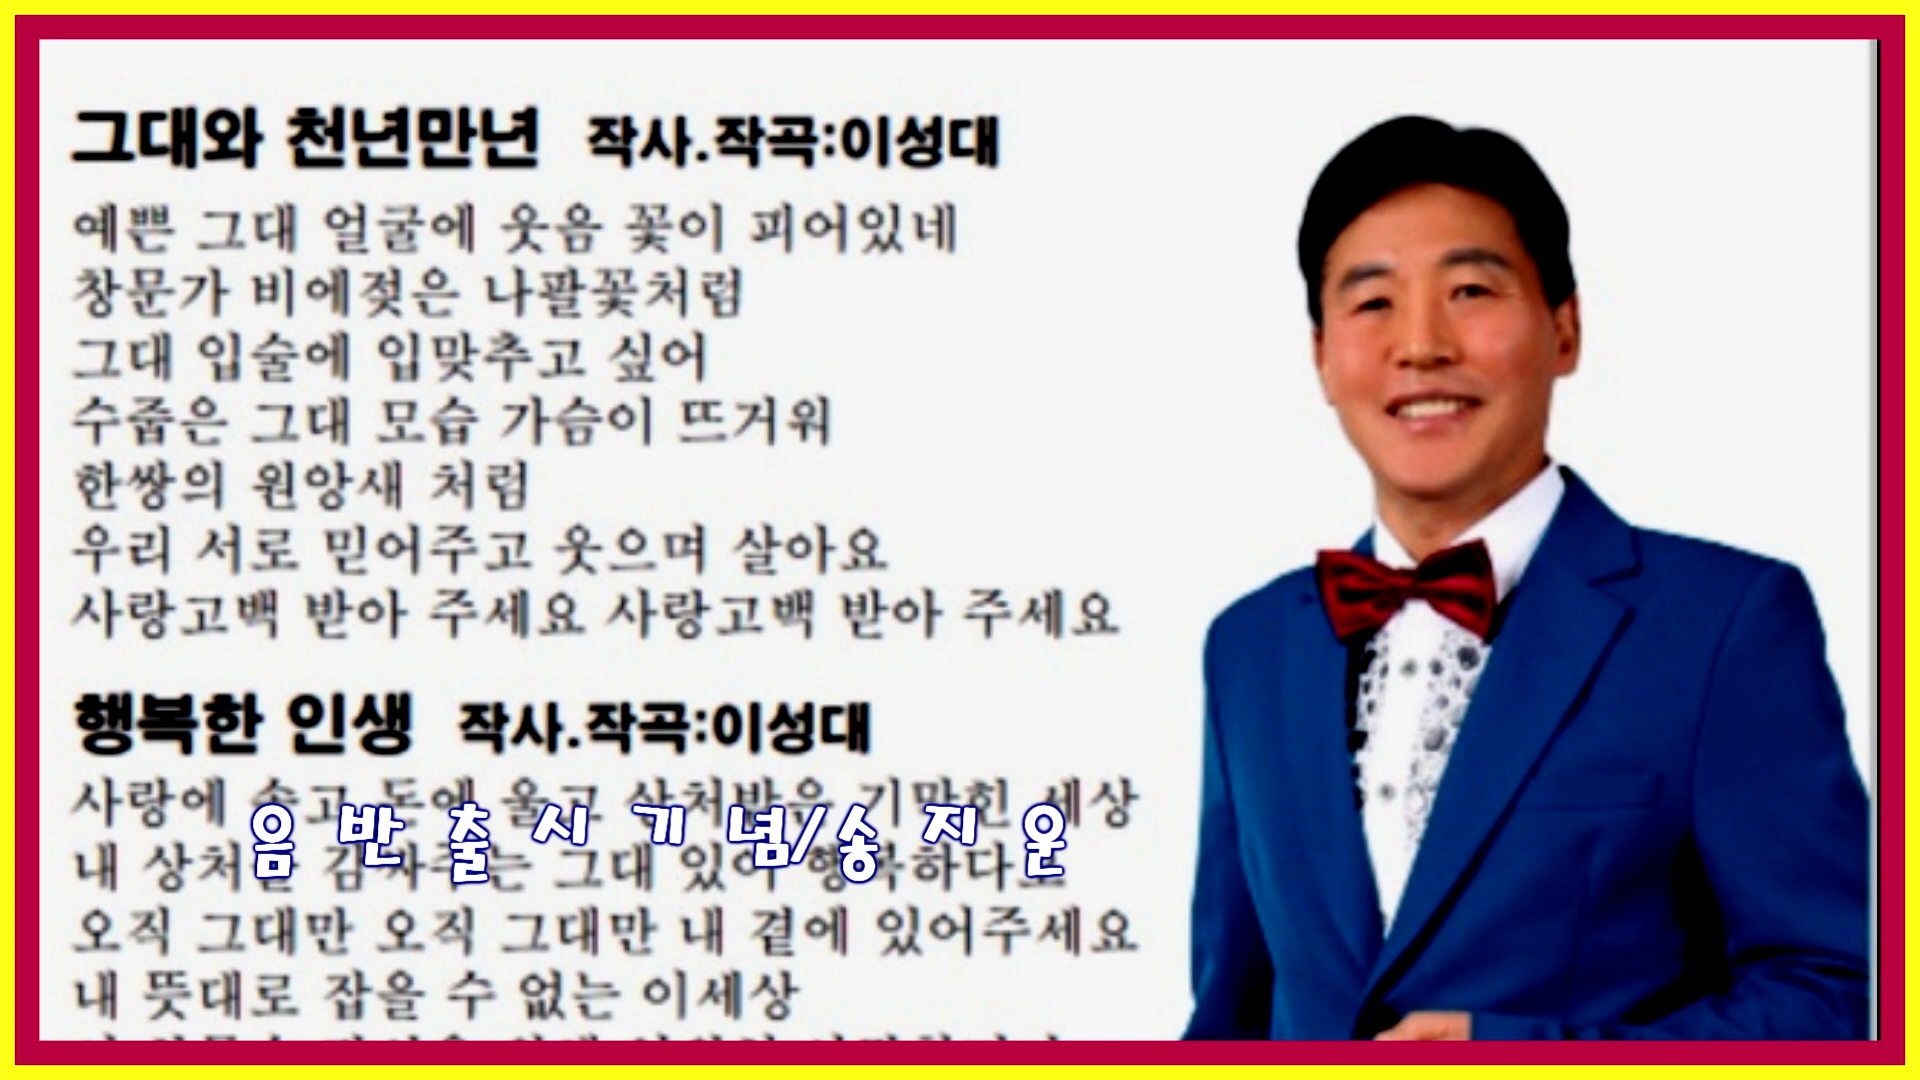 그대와 천년만년 작사.작곡:이성대
예쁜 그대 얼굴에 웃음 꽃이 피어있네
창문가 비에젖은 나팔꽃처럼
그대 입술에 입맞추고 싶어
수줍은 그대 모습 가슴이 뜨거워
한쌍의 원앙새 처럼
우리 서로 믿어주고 웃으며 살아요
사랑고백 받아 주세요 사랑고백 받아 주세요
행복한 인생 작사.작곡:이성대
사랑에 속고 돈에 울고 상처받은 기막힌 세상
음 반 출 시 기 념/송 지 운
내 상처를 감싸주는 그대 있어 행복하다오
오직 그대만 오직 그대만 내 곁에 있어주세요
내 뜻대로 잡을 수 없는 이세상